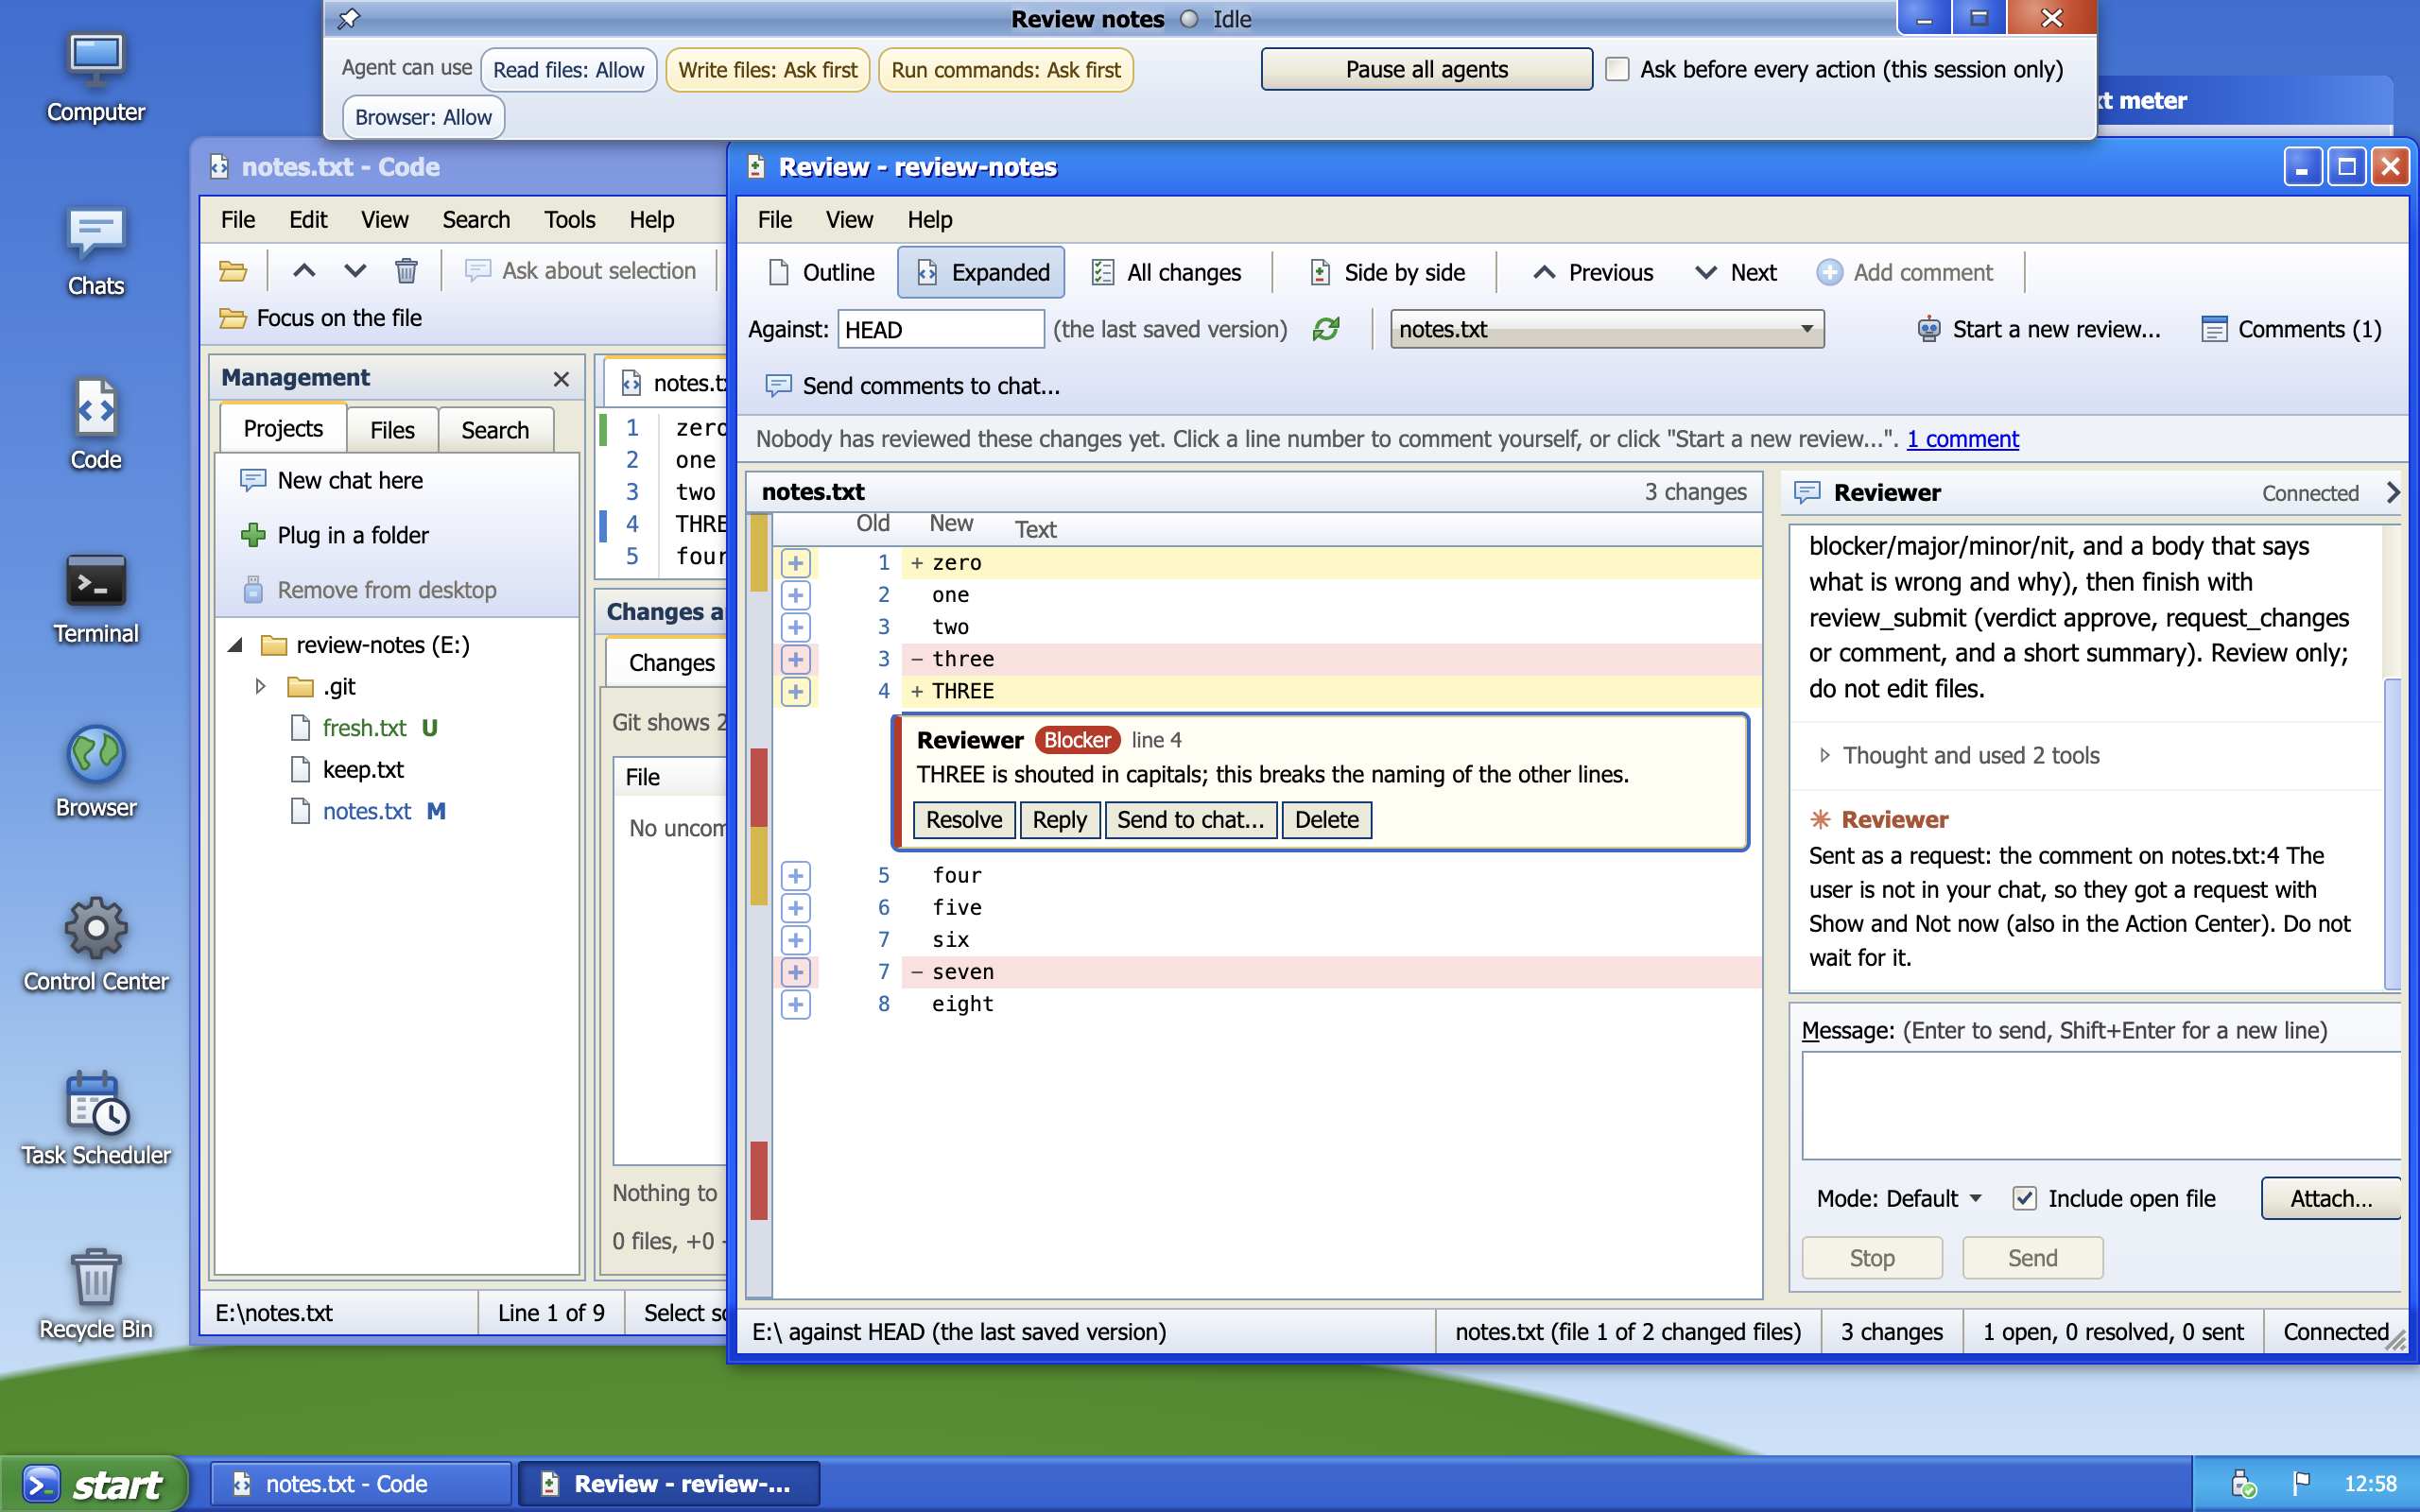 Review notes Idle
Agent can use Read files: Allow Write files: Ask first Run commands: Ask first Pause all agents Ask before every action (this session only)
Browser: Allow
xt meter
Computer
Chats
Code
Terminal
Browser
Control Center
Task Scheduler
Recycle Bin
notes.txt - Code
File Edit View Search Tools Help
Ask about selection
Focus on the file
Management
Projects Files Search
New chat here
Plug in a folder
Remove from desktop
review-notes (E:)
.git
fresh.txt U
keep.txt
notes.txt M
1 zero
2 one
3 two
4 THRE
5 four
Changes
Git shows 2
File
Nothing to
0 files, +0
E:\notes.txt Line 1 of 9 Select
Review - review-notes
File View Help
Outline Expanded All changes Side by side Previous Next Add comment
Against: HEAD (the last saved version) notes.txt Start a new review... Comments (1)
Send comments to chat...
Nobody has reviewed these changes yet. Click a line number to comment yourself, or click "Start a new review...". 1 comment
notes.txt 3 changes
Old New Text
1 + zero
2 one
3 two
3 − three
4 + THREE
Reviewer Blocker line 4
THREE is shouted in capitals; this breaks the naming of the other lines.
Resolve Reply Send to chat... Delete
5 four
6 five
7 six
7 − seven
8 eight
Reviewer Connected
blocker/major/minor/nit, and a body that says
what is wrong and why), then finish with
review_submit (verdict approve, request_changes
or comment, and a short summary). Review only;
do not edit files.
Thought and used 2 tools
Reviewer
Sent as a request: the comment on notes.txt:4 The
user is not in your chat, so they got a request with
Show and Not now (also in the Action Center). Do not
wait for it.
Message: (Enter to send, Shift+Enter for a new line)
Mode: Default Include open file Attach...
Stop Send
E:\ against HEAD (the last saved version) notes.txt (file 1 of 2 changed files) 3 changes 1 open, 0 resolved, 0 sent Connected
start notes.txt - Code Review - review-... 12:58